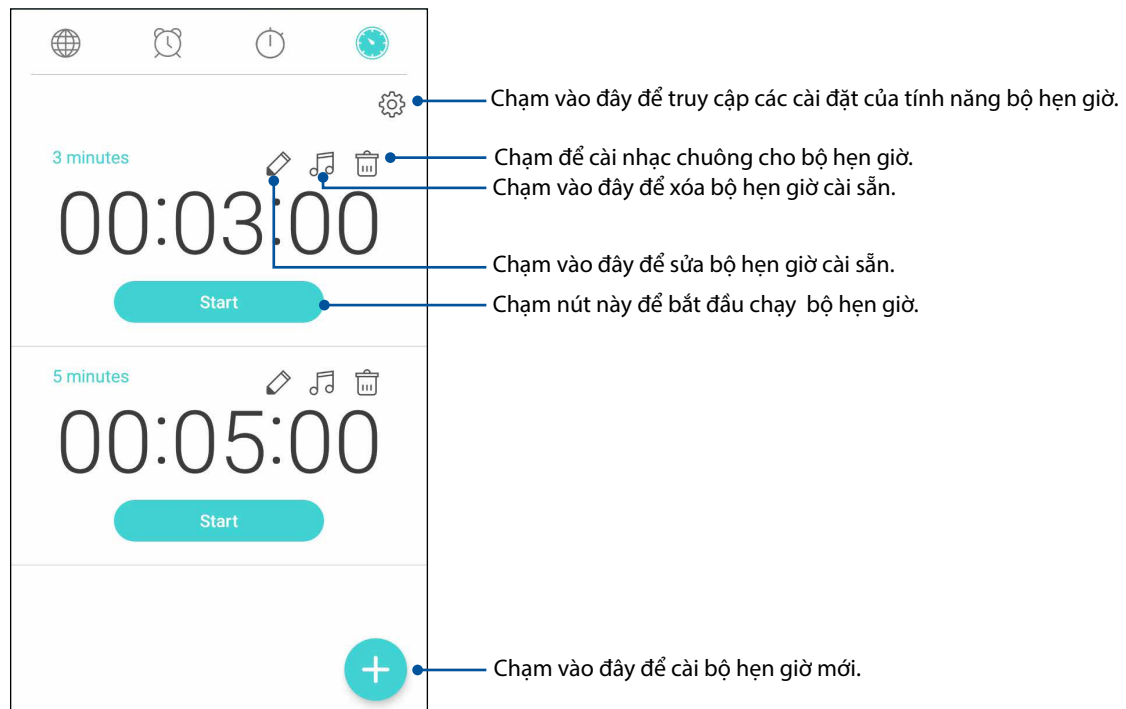 Chạm vào đây để truy cập các cài đặt của tính năng bộ hẹn giờ.
3 minutes
Chạm để cài nhạc chuông cho bộ hẹn giờ.
Chạm vào đây để xóa bộ hẹn giờ cài sẵn.
00:03:00
Chạm vào đây để sửa bộ hẹn giờ cài sẵn.
Start
Chạm nút này để bắt đầu chạy bộ hẹn giờ.
5 minutes
00:05:00
Start
Chạm vào đây để cài bộ hẹn giờ mới.